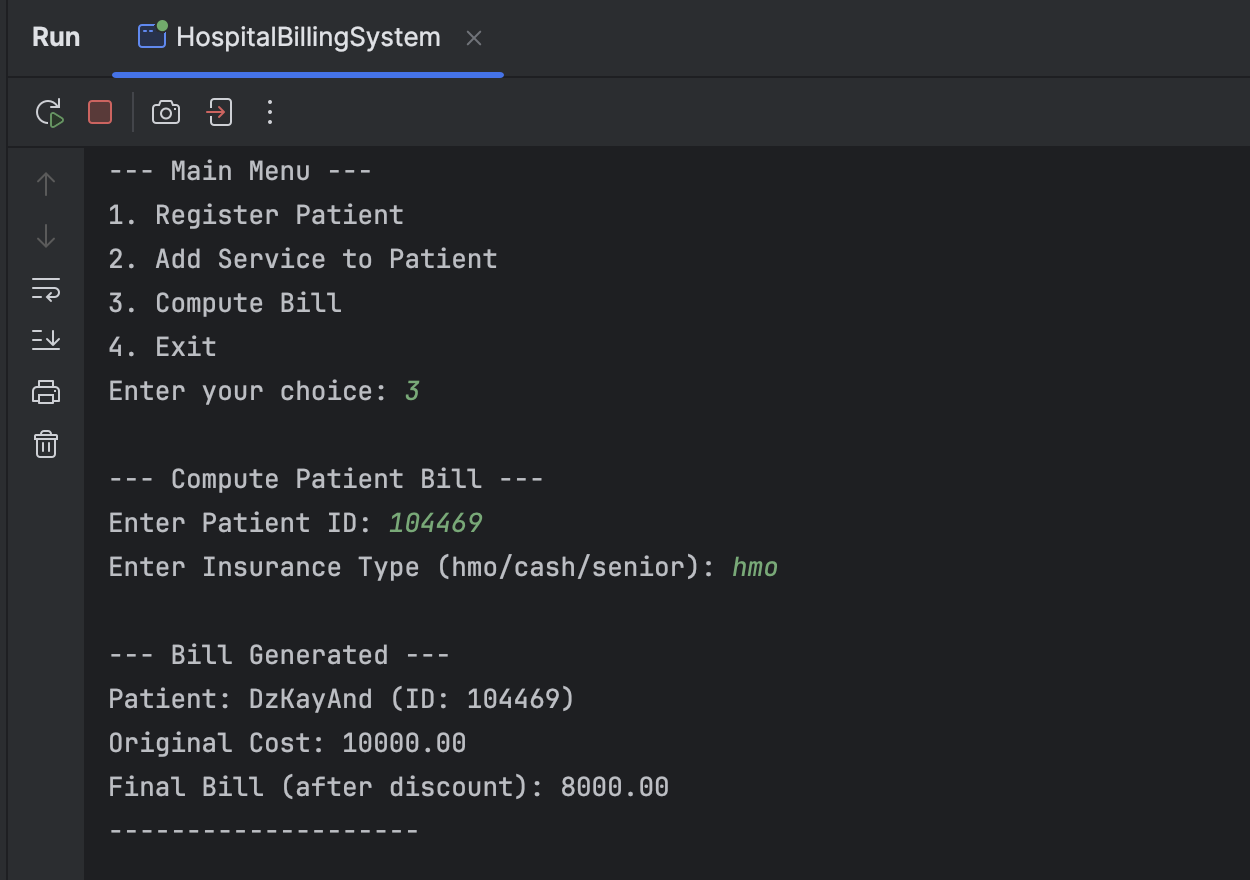 Run HospitalBillingSystem
--- Main Menu ---
1. Register Patient
2. Add Service to Patient
3. Compute Bill
4. Exit
Enter your choice: 3
--- Compute Patient Bill ---
Enter Patient ID: 104469
Enter Insurance Type (hmo/cash/senior): hmo
--- Bill Generated ---
Patient: DzKayAnd (ID: 104469)
Original Cost: 10000.00
Final Bill (after discount): 8000.00
--------------------